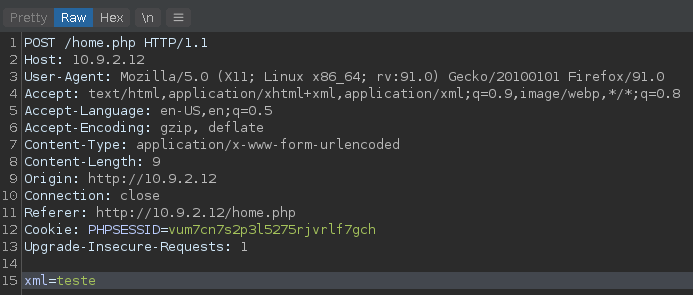 Pretty Raw Hex \n ≡
1 POST /home.php HTTP/1.1
2 Host: 10.9.2.12
3 User-Agent: Mozilla/5.0 (X11; Linux x86_64; rv:91.0) Gecko/20100101 Firefox/91.0
4 Accept: text/html,application/xhtml+xml,application/xml;q=0.9,image/webp,*/*;q=0.8
5 Accept-Language: en-US,en;q=0.5
6 Accept-Encoding: gzip, deflate
7 Content-Type: application/x-www-form-urlencoded
8 Content-Length: 9
9 Origin: http://10.9.2.12
10 Connection: close
11 Referer: http://10.9.2.12/home.php
12 Cookie: PHPSESSID=vum7cn7s2p3l5275rjvrlf7gch
13 Upgrade-Insecure-Requests: 1
14
15 xml=teste